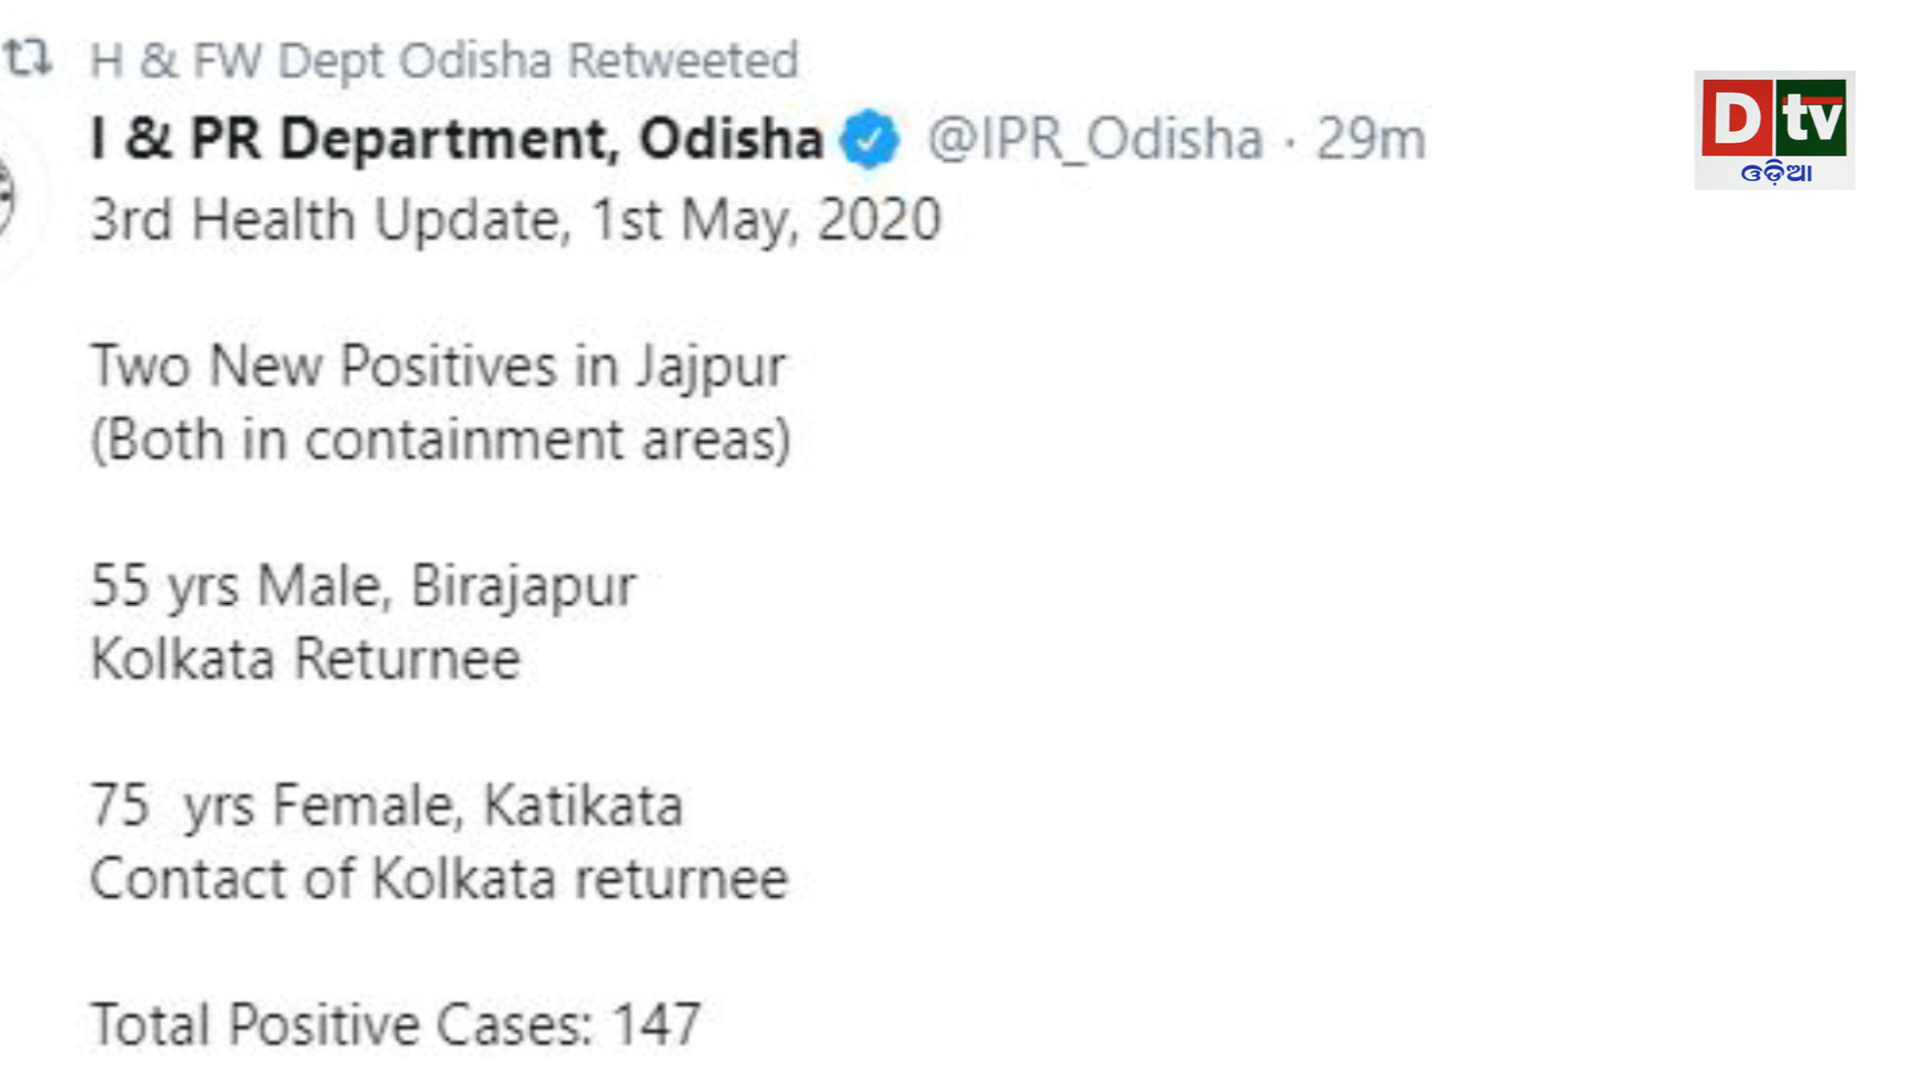 H & FW Dept Odisha Retweeted
I & PR Department, Odisha @IPR_Odisha · 29m
3rd Health Update, 1st May, 2020
Two New Positives in Jajpur
(Both in containment areas)
55 yrs Male, Birajapur
Kolkata Returnee
75  yrs Female, Katikata
Contact of Kolkata returnee
Total Positive Cases: 147
D tv
ଓଡ଼ିଆ